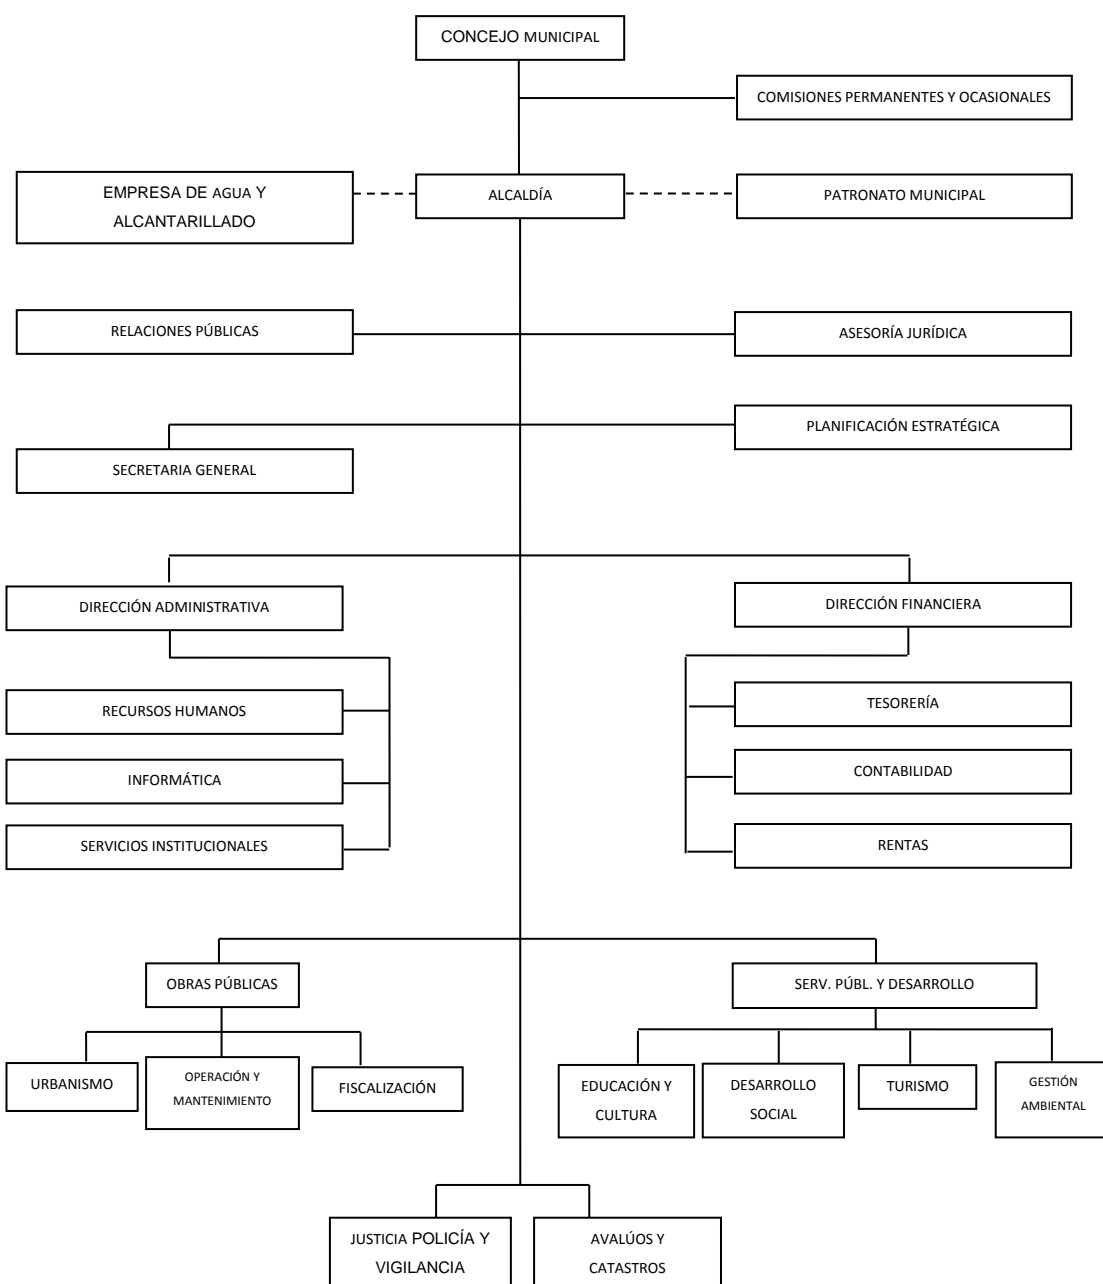 CONCEJO MUNICIPAL
COMISIONES PERMANENTES Y OCASIONALES
EMPRESA DE AGUA Y
ALCANTARILLADO
ALCALDÍA
PATRONATO MUNICIPAL
RELACIONES PÚBLICAS
ASESORÍA JURÍDICA
PLANIFICACIÓN ESTRATÉGICA
SECRETARIA GENERAL
DIRECCIÓN ADMINISTRATIVA
DIRECCIÓN FINANCIERA
RECURSOS HUMANOS
TESORERÍA
INFORMÁTICA
CONTABILIDAD
SERVICIOS INSTITUCIONALES
RENTAS
OBRAS PÚBLICAS
SERV. PÚBL. Y DESARROLLO
URBANISMO
OPERACIÓN Y
MANTENIMIENTO
FISCALIZACIÓN
EDUCACIÓN Y
CULTURA
DESARROLLO
SOCIAL
TURISMO
GESTIÓN
AMBIENTAL
JUSTICIA POLICÍA Y
VIGILANCIA
AVALÚOS Y
CATASTROS